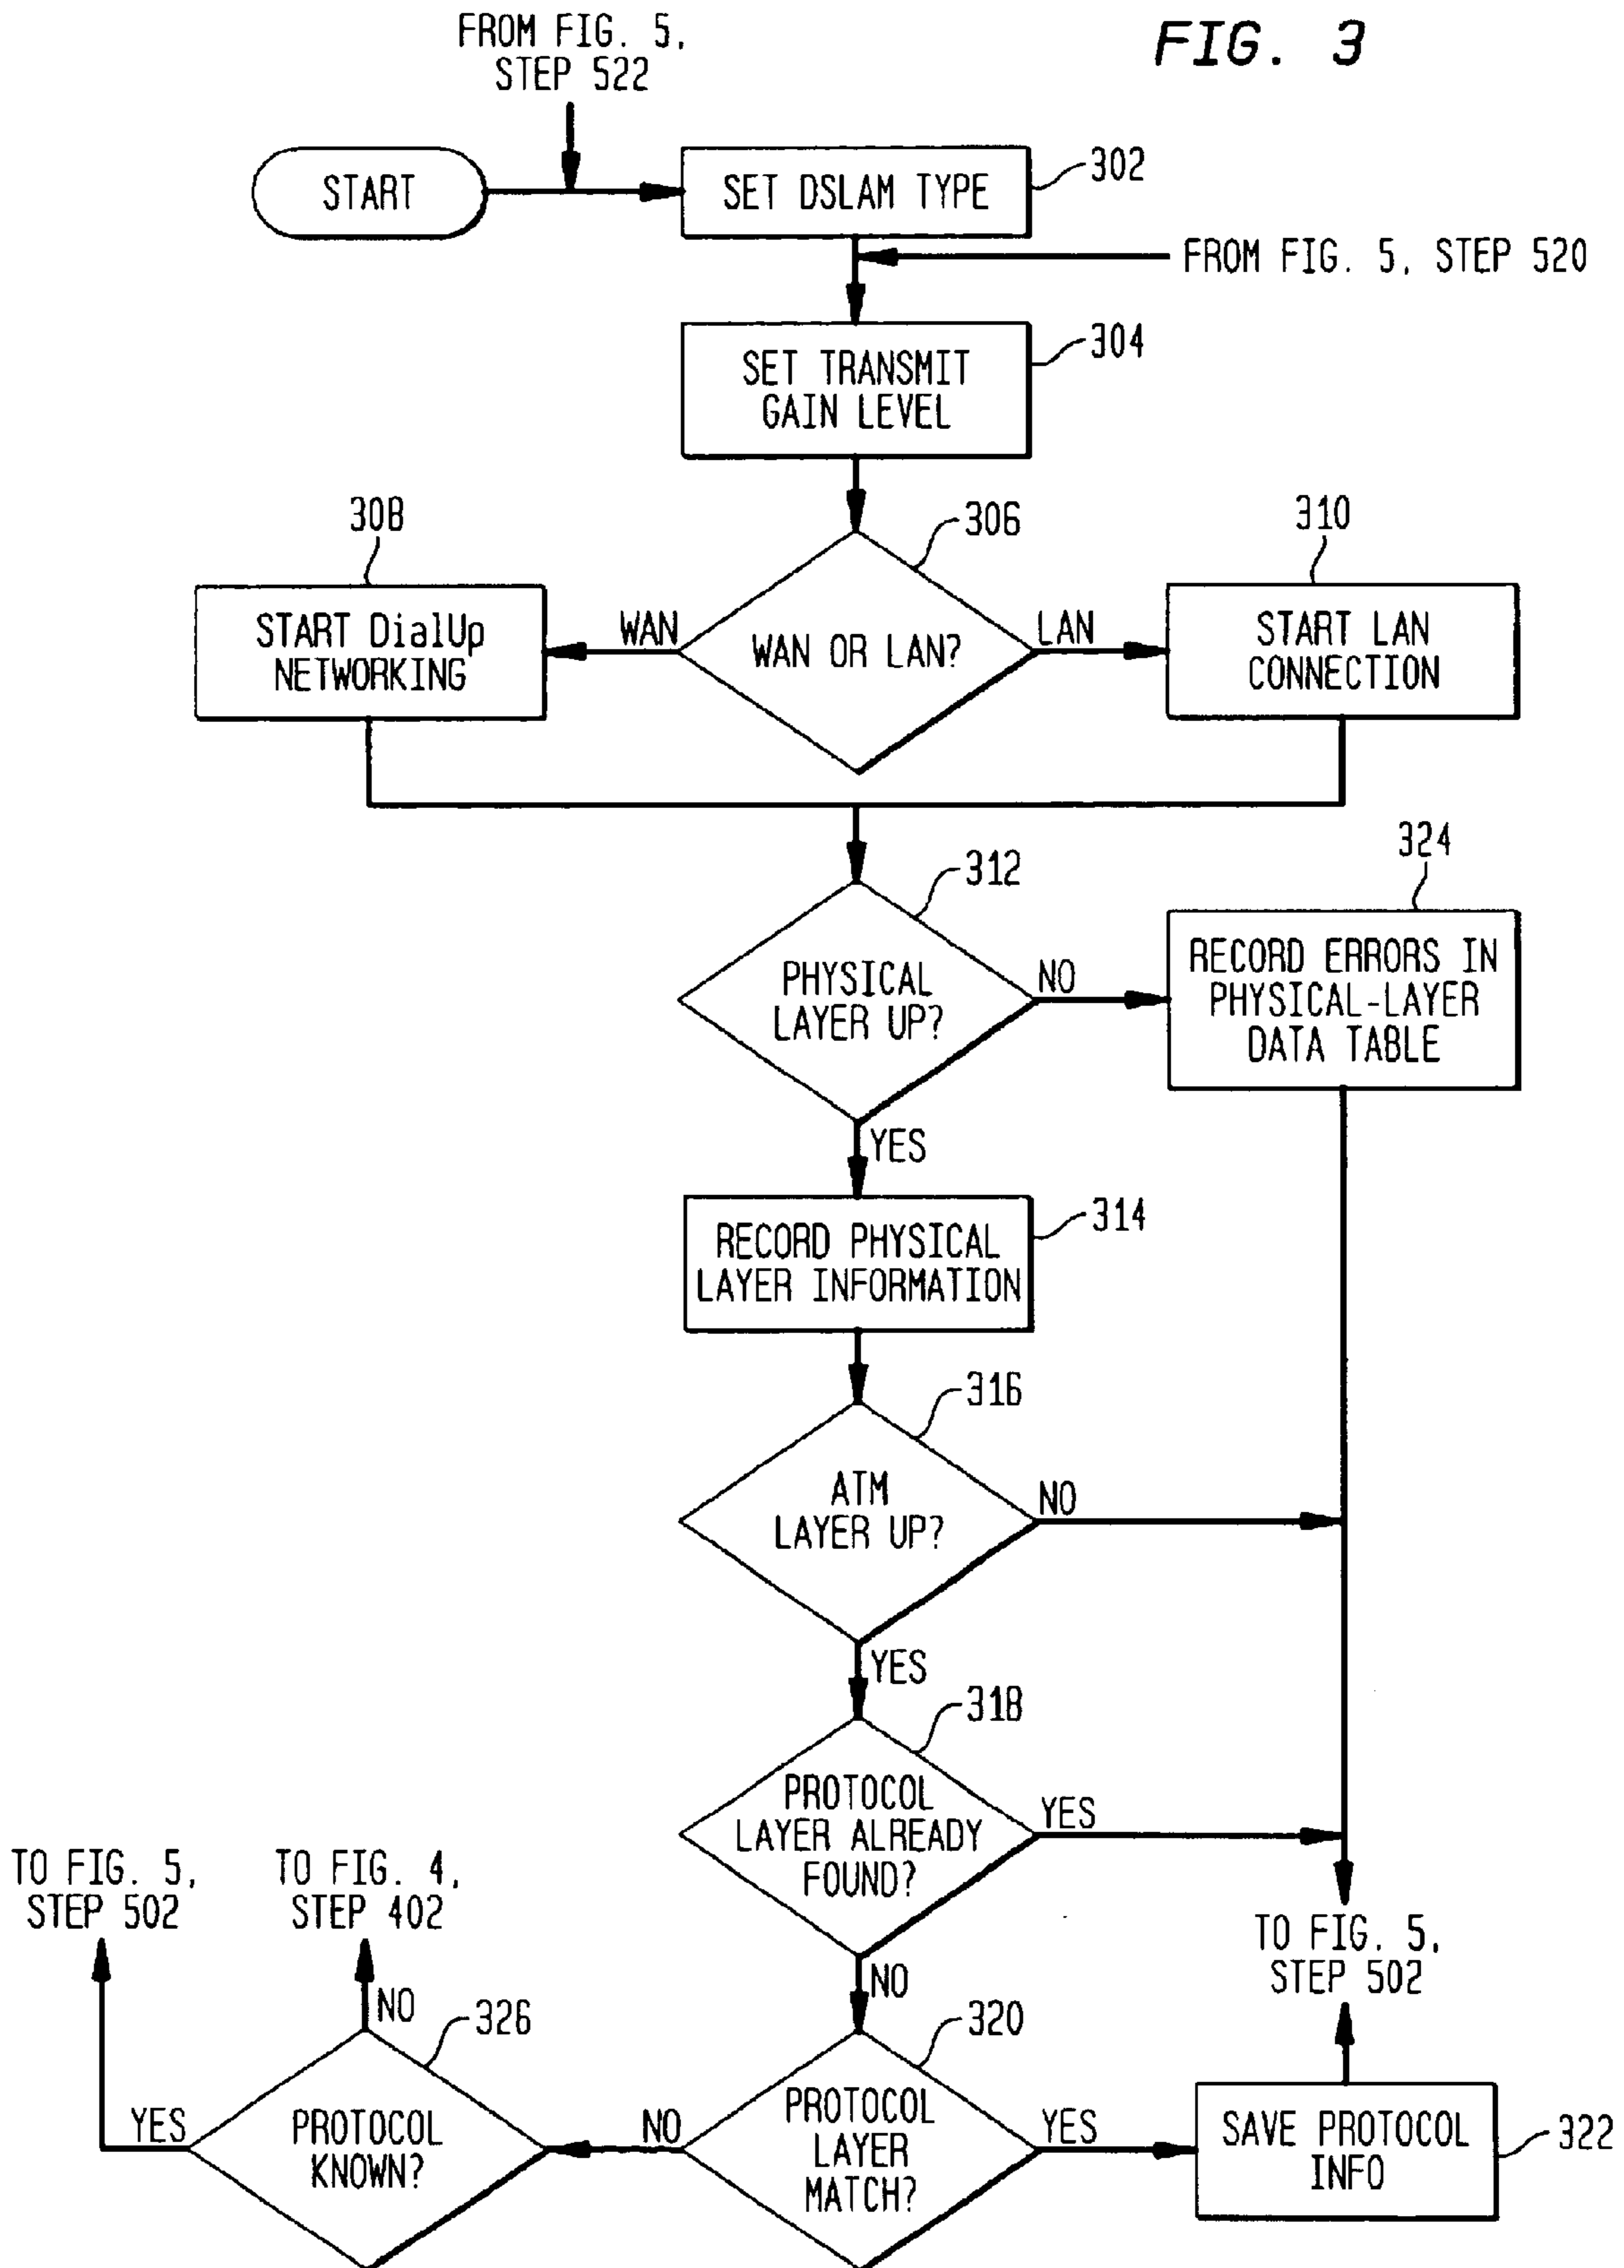 FROM FIG. 5,
STEP 522
FIG. 3
START
SET DSLAM TYPE
302
FROM FIG. 5, STEP 520
SET TRANSMIT
GAIN LEVEL
304
306
308
310
START DialUp
NETWORKING
WAN
WAN OR LAN?
LAN
START LAN
CONNECTION
312
324
PHYSICAL
LAYER UP?
NO
RECORD ERRORS IN
PHYSICAL-LAYER
DATA TABLE
YES
RECORD PHYSICAL
LAYER INFORMATION
314
316
ATM
LAYER UP?
NO
YES
318
PROTOCOL
LAYER ALREADY
FOUND?
YES
TO FIG. 5,
STEP 502
TO FIG. 4,
STEP 402
TO FIG. 5,
STEP 502
NO
NO
326
320
YES
PROTOCOL
KNOWN?
NO
PROTOCOL
LAYER
MATCH?
YES
SAVE PROTOCOL
INFO
322